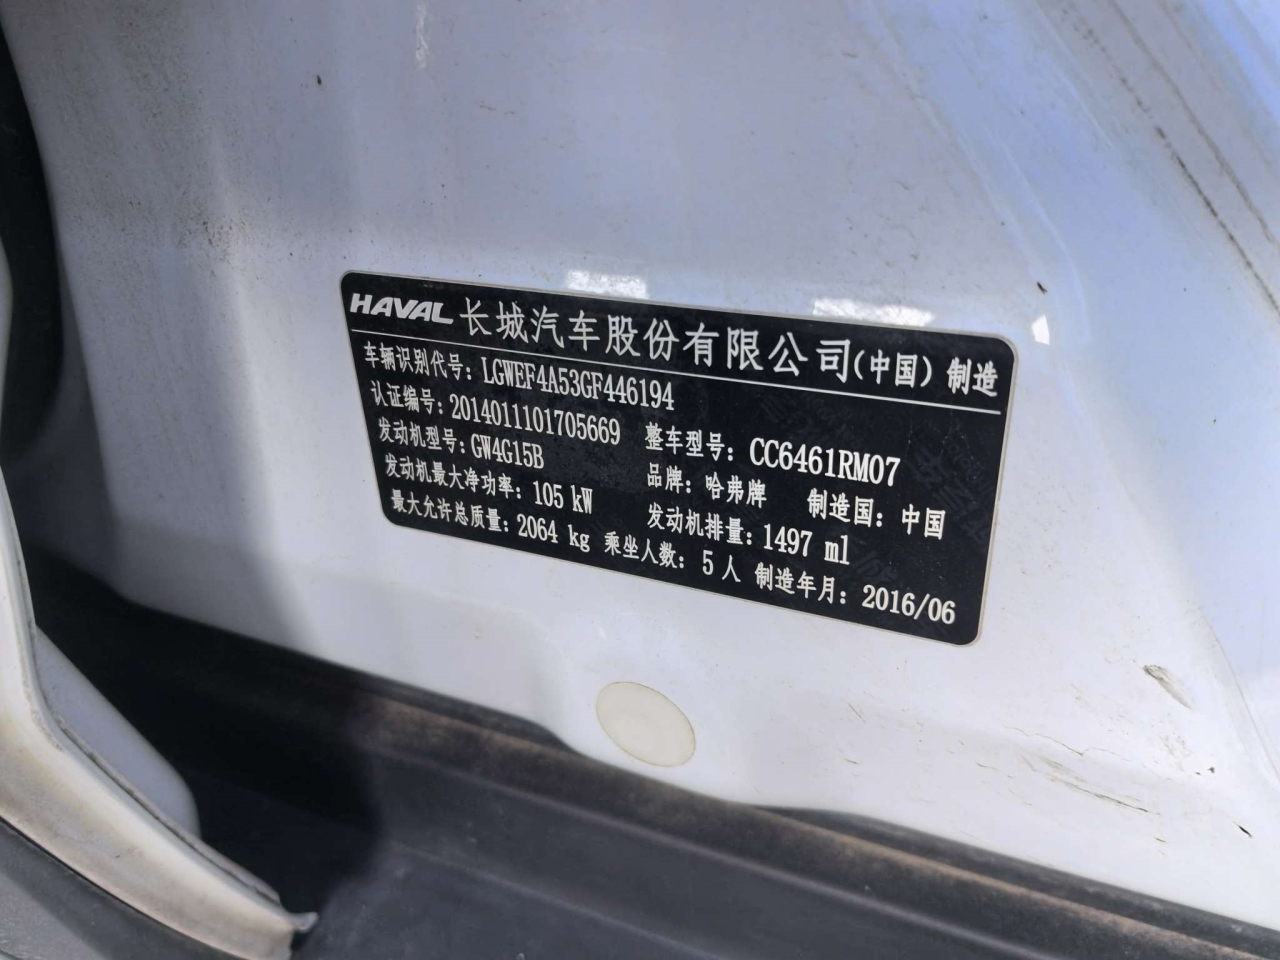 HAVAL 长城汽车股份有限公司(中国)制造
车辆识别代号: LGWEF4A53GF446194
认证编号: 2014011101705669 整车型号: CC6461RM07
发动机型号: GW4G15B 品牌: 哈弗牌 制造国: 中国
发动机最大净功率: 105 kW 发动机排量: 1497 ml
最大允许总质量: 2064 kg 乘坐人数: 5 人 制造年月: 2016/06